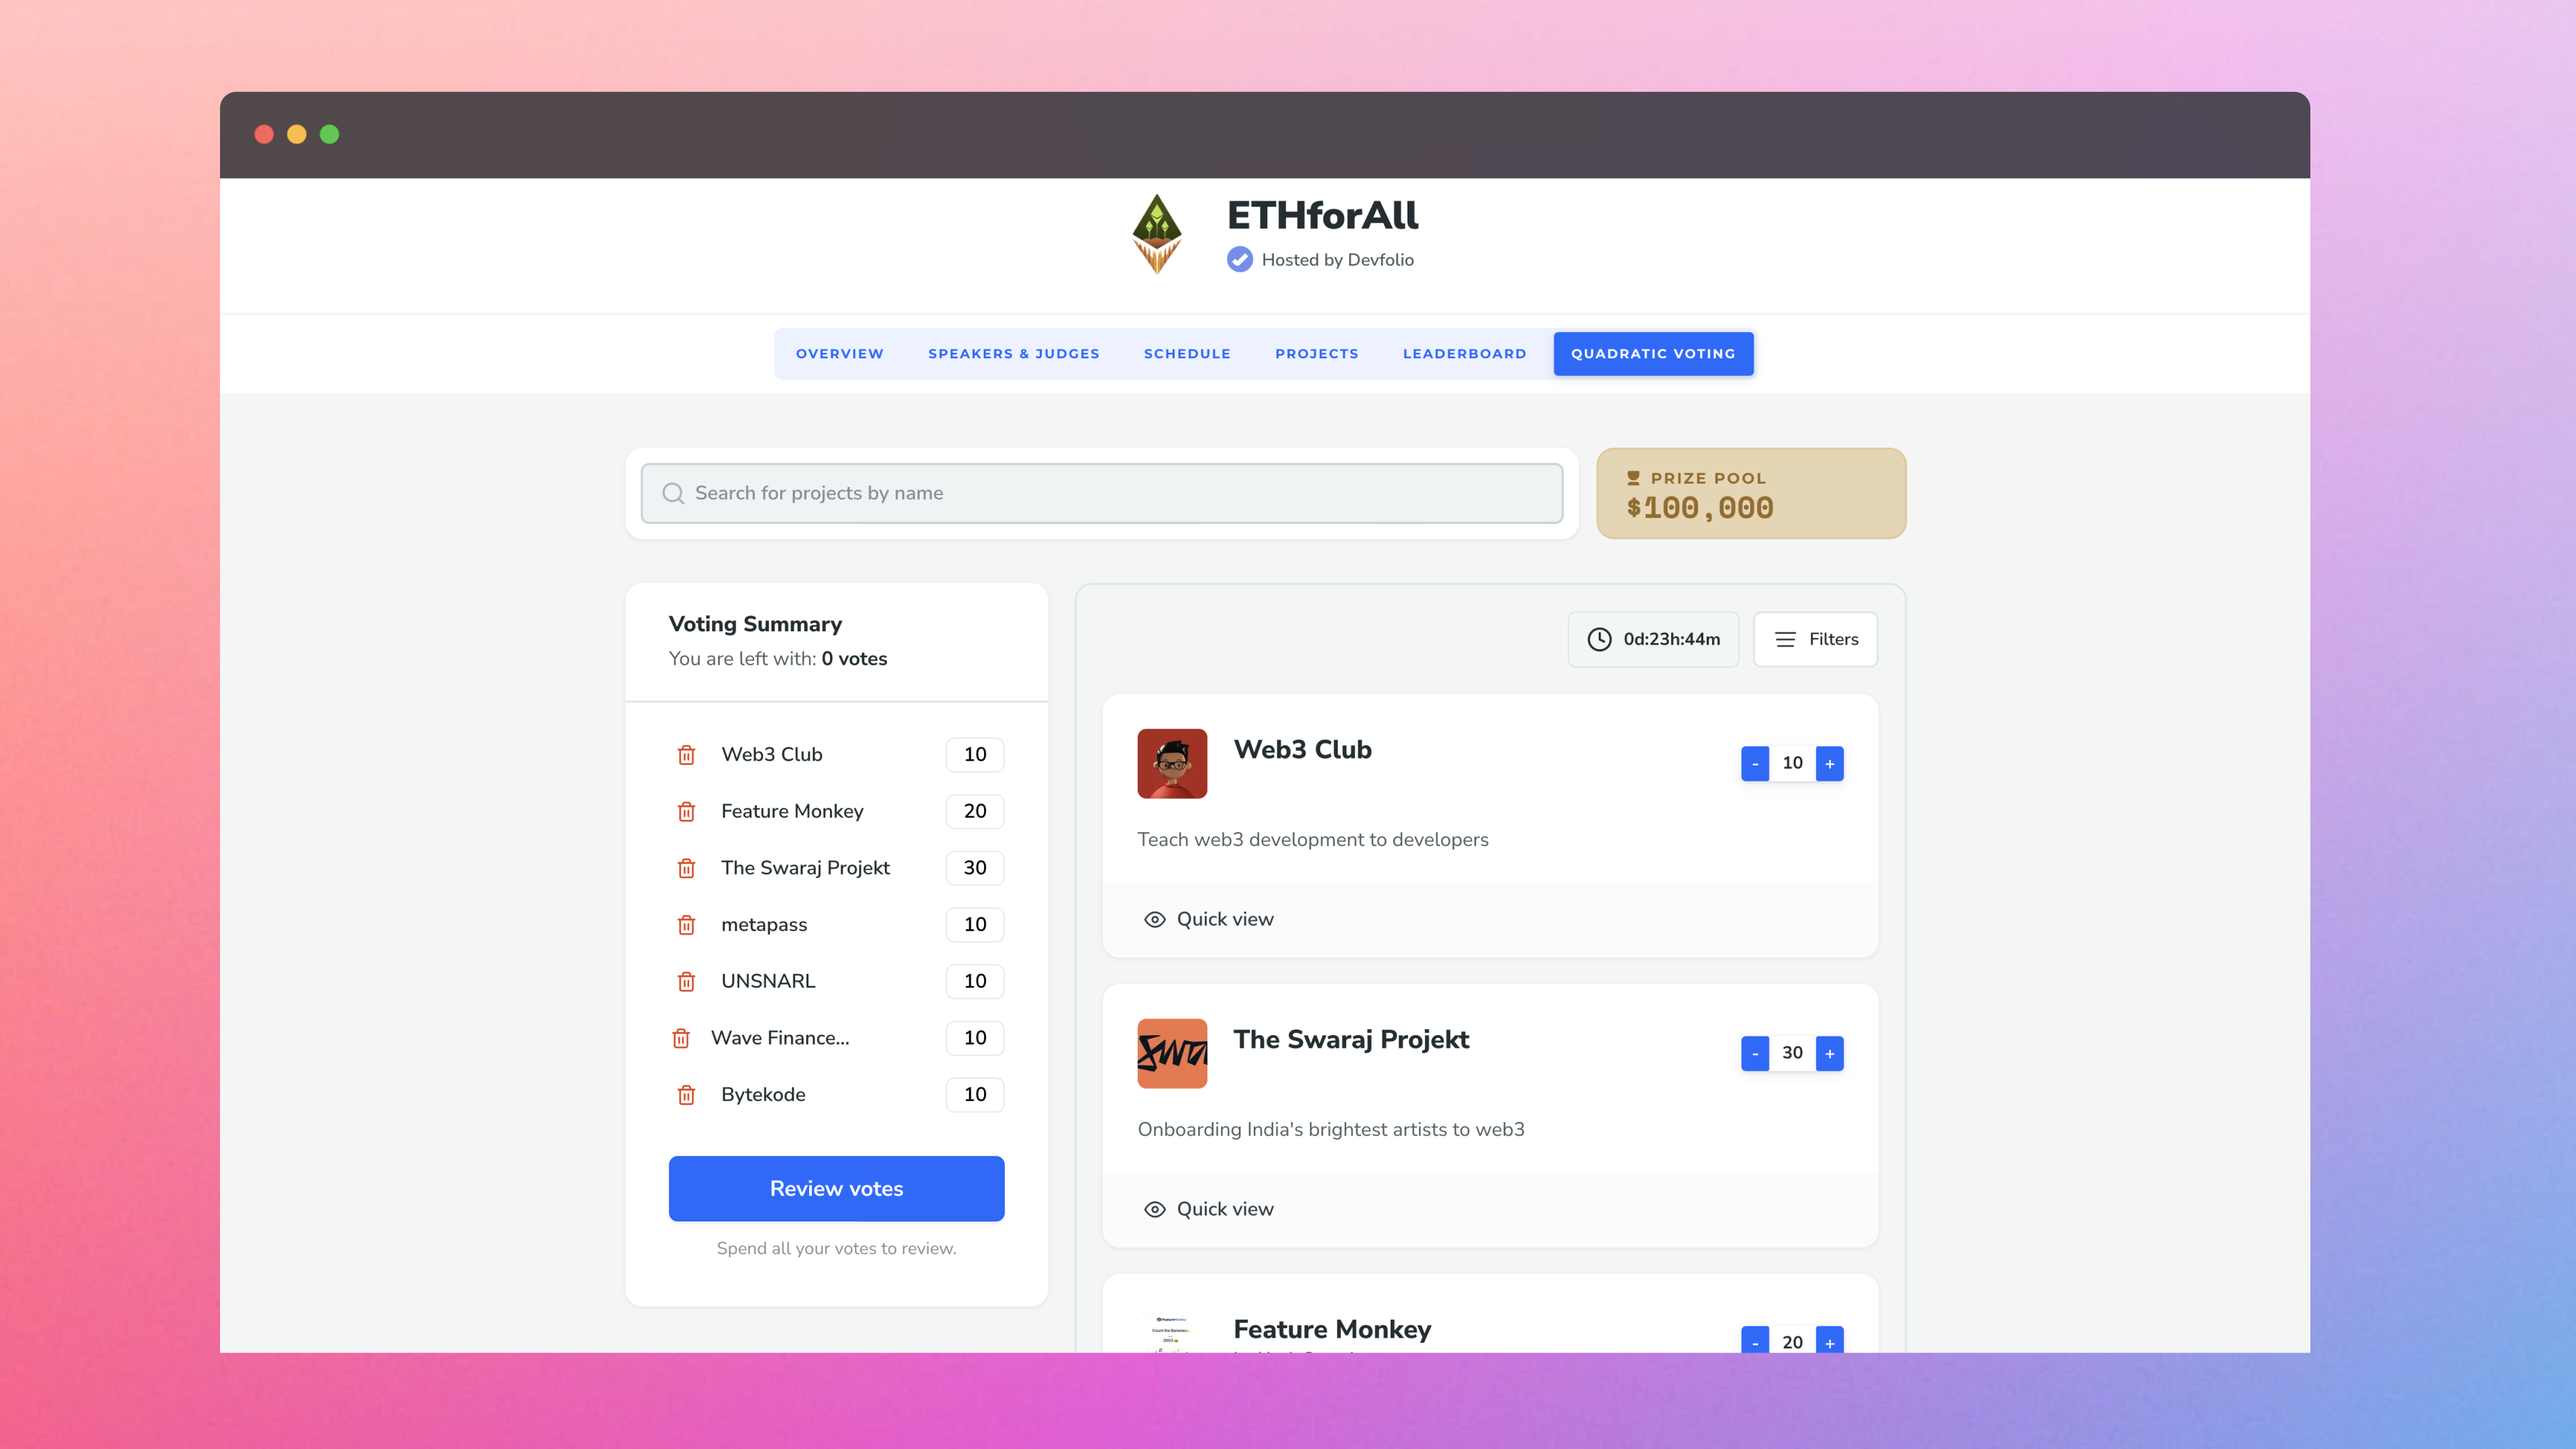 ETHforAll
Hosted by Devfolio
OVERVIEW SPEAKERS & JUDGES SCHEDULE PROJECTS LEADERBOARD QUADRATIC VOTING
Search for projects by name
PRIZE POOL
$100,000
Voting Summary
You are left with: 0 votes
Web3 Club 10
Feature Monkey 20
The Swaraj Projekt 30
metapass 10
UNSNARL 10
Wave Finance... 10
Bytekode 10
Review votes
Spend all your votes to review.
0d:23h:44m Filters
Web3 Club
- 10 +
Teach web3 development to developers
Quick view
The Swaraj Projekt
- 30 +
Onboarding India's brightest artists to web3
Quick view
Feature Monkey
- 20 +